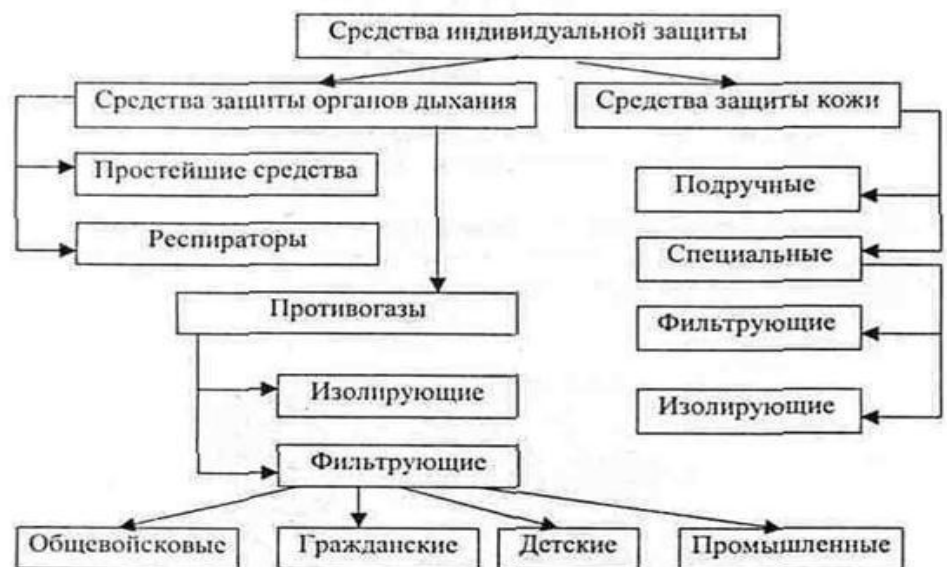 Средства индивидуальной защиты
Средства защиты органов дыхания
Средства защиты кожи
Простейшие средства
Подручные
Респираторы
Специальные
Противогазы
Фильтрующие
Изолирующие
Изолирующие
Фильтрующие
Общевойсковые
Гражданские
Детские
Промышленные